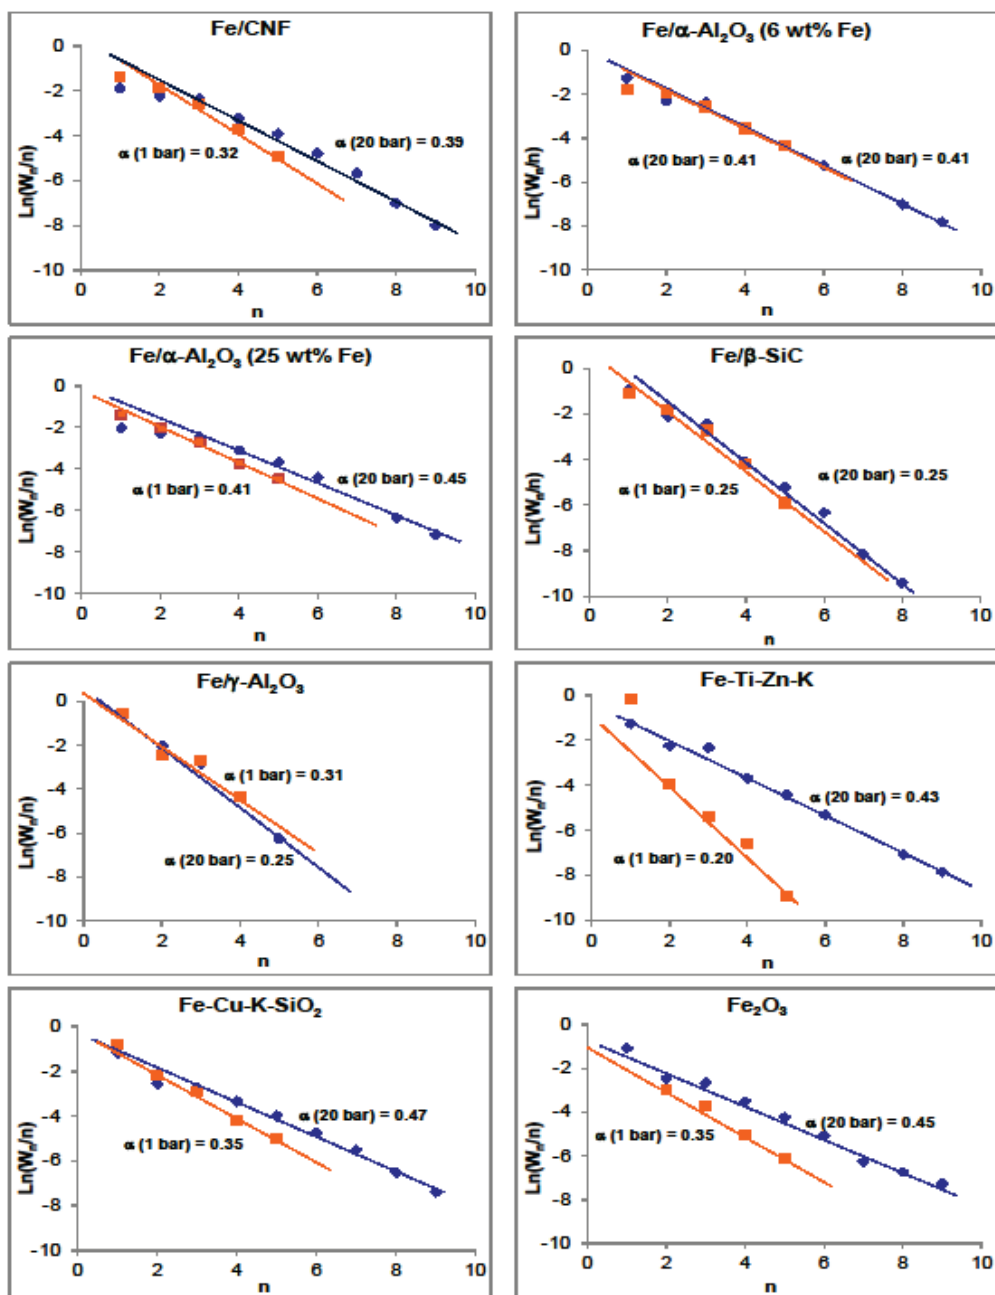 Fe/CNF
0
-2
-4
-6
-8
-10
Ln(Wₙ/n)
α (1 bar) = 0.32
α (20 bar) = 0.39
0 2 4 6 8 10
n
Fe/α-Al₂O₃ (6 wt% Fe)
0
-2
-4
-6
-8
-10
Ln(Wₙ/n)
α (20 bar) = 0.41
α (20 bar) = 0.41
0 2 4 6 8 10
n
Fe/α-Al₂O₃ (25 wt% Fe)
0
-2
-4
-6
-8
-10
Ln(Wₙ/n)
α (1 bar) = 0.41
α (20 bar) = 0.45
0 2 4 6 8 10
n
Fe/β-SiC
0
-2
-4
-6
-8
-10
Ln(Wₙ/n)
α (1 bar) = 0.25
α (20 bar) = 0.25
0 2 4 6 8 10
n
Fe/γ-Al₂O₃
0
-2
-4
-6
-8
-10
Ln(Wₙ/n)
α (1 bar) = 0.31
α (20 bar) = 0.25
0 2 4 6 8 10
n
Fe-Ti-Zn-K
0
-2
-4
-6
-8
-10
Ln(Wₙ/n)
α (20 bar) = 0.43
α (1 bar) = 0.20
0 2 4 6 8 10
n
Fe-Cu-K-SiO₂
0
-2
-4
-6
-8
-10
Ln(Wₙ/n)
α (20 bar) = 0.47
α (1 bar) = 0.35
0 2 4 6 8 10
n
Fe₂O₃
0
-2
-4
-6
-8
-10
Ln(Wₙ/n)
α (20 bar) = 0.45
α (1 bar) = 0.35
0 2 4 6 8 10
n